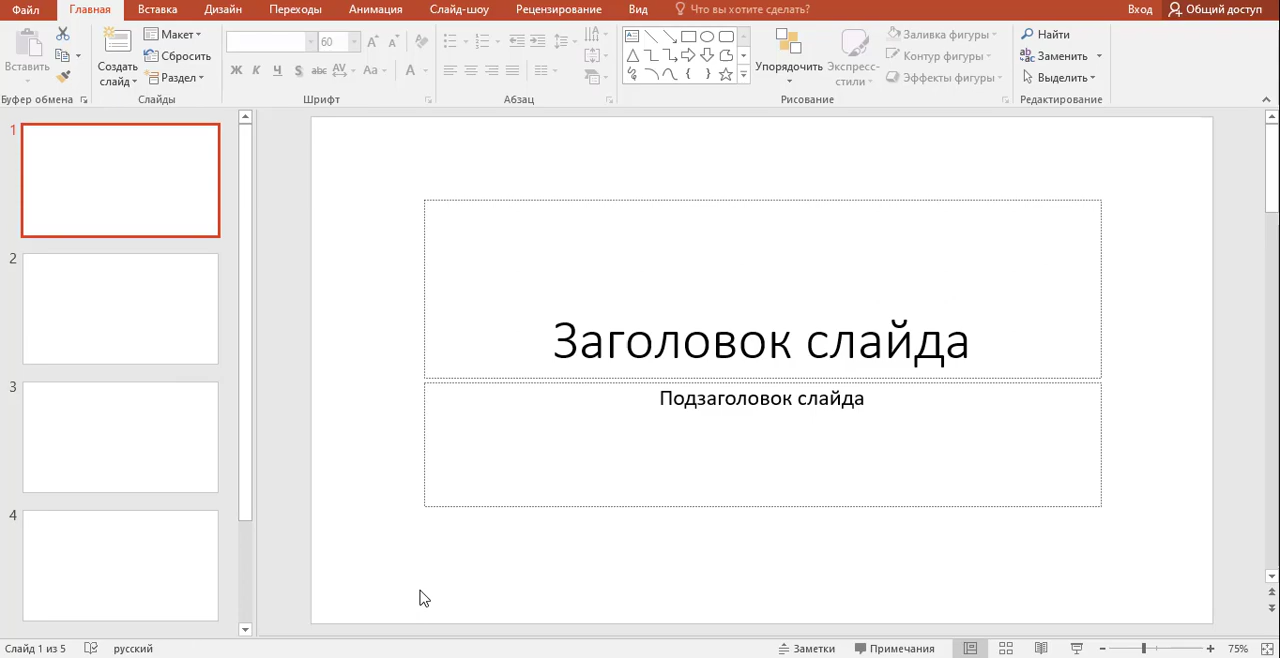 Файл Главная Вставка Дизайн Переходы Анимация Слайд-шоу Рецензирование Вид Что вы хотите сделать? Вход Общий доступ
Вставить
Создать слайд
Макет
Сбросить
Раздел
60
Ж К Ч S abc AV Aa А
Упорядочить
Экспресс-стили
Заливка фигуры
Контур фигуры
Эффекты фигуры
Найти
Заменить
Выделить
Буфер обмена Слайды Шрифт Абзац Рисование Редактирование
1
2
3
4
Заголовок слайда
Подзаголовок слайда
Слайд 1 из 5 русский Заметки Примечания 75%